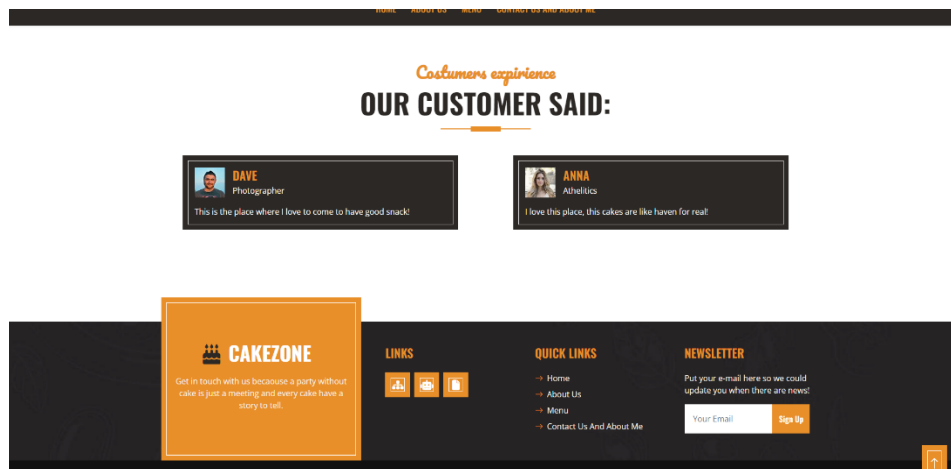 HOME ABOUT US MENU CONTACT US AND ABOUT ME
Costumers expirience
OUR CUSTOMER SAID:
DAVE
Photographer
This is the place where I love to come to have good snack!
ANNA
Athelitics
I love this place, this cakes are like haven for real!
CAKEZONE
Get in touch with us becaouse a party without
cake is just a meeting and every cake have a
story to tell.
LINKS
QUICK LINKS
Home
About Us
Menu
Contact Us And About Me
NEWSLETTER
Put your e-mail here so we could
update you when there are news!
Your Email
Sign Up